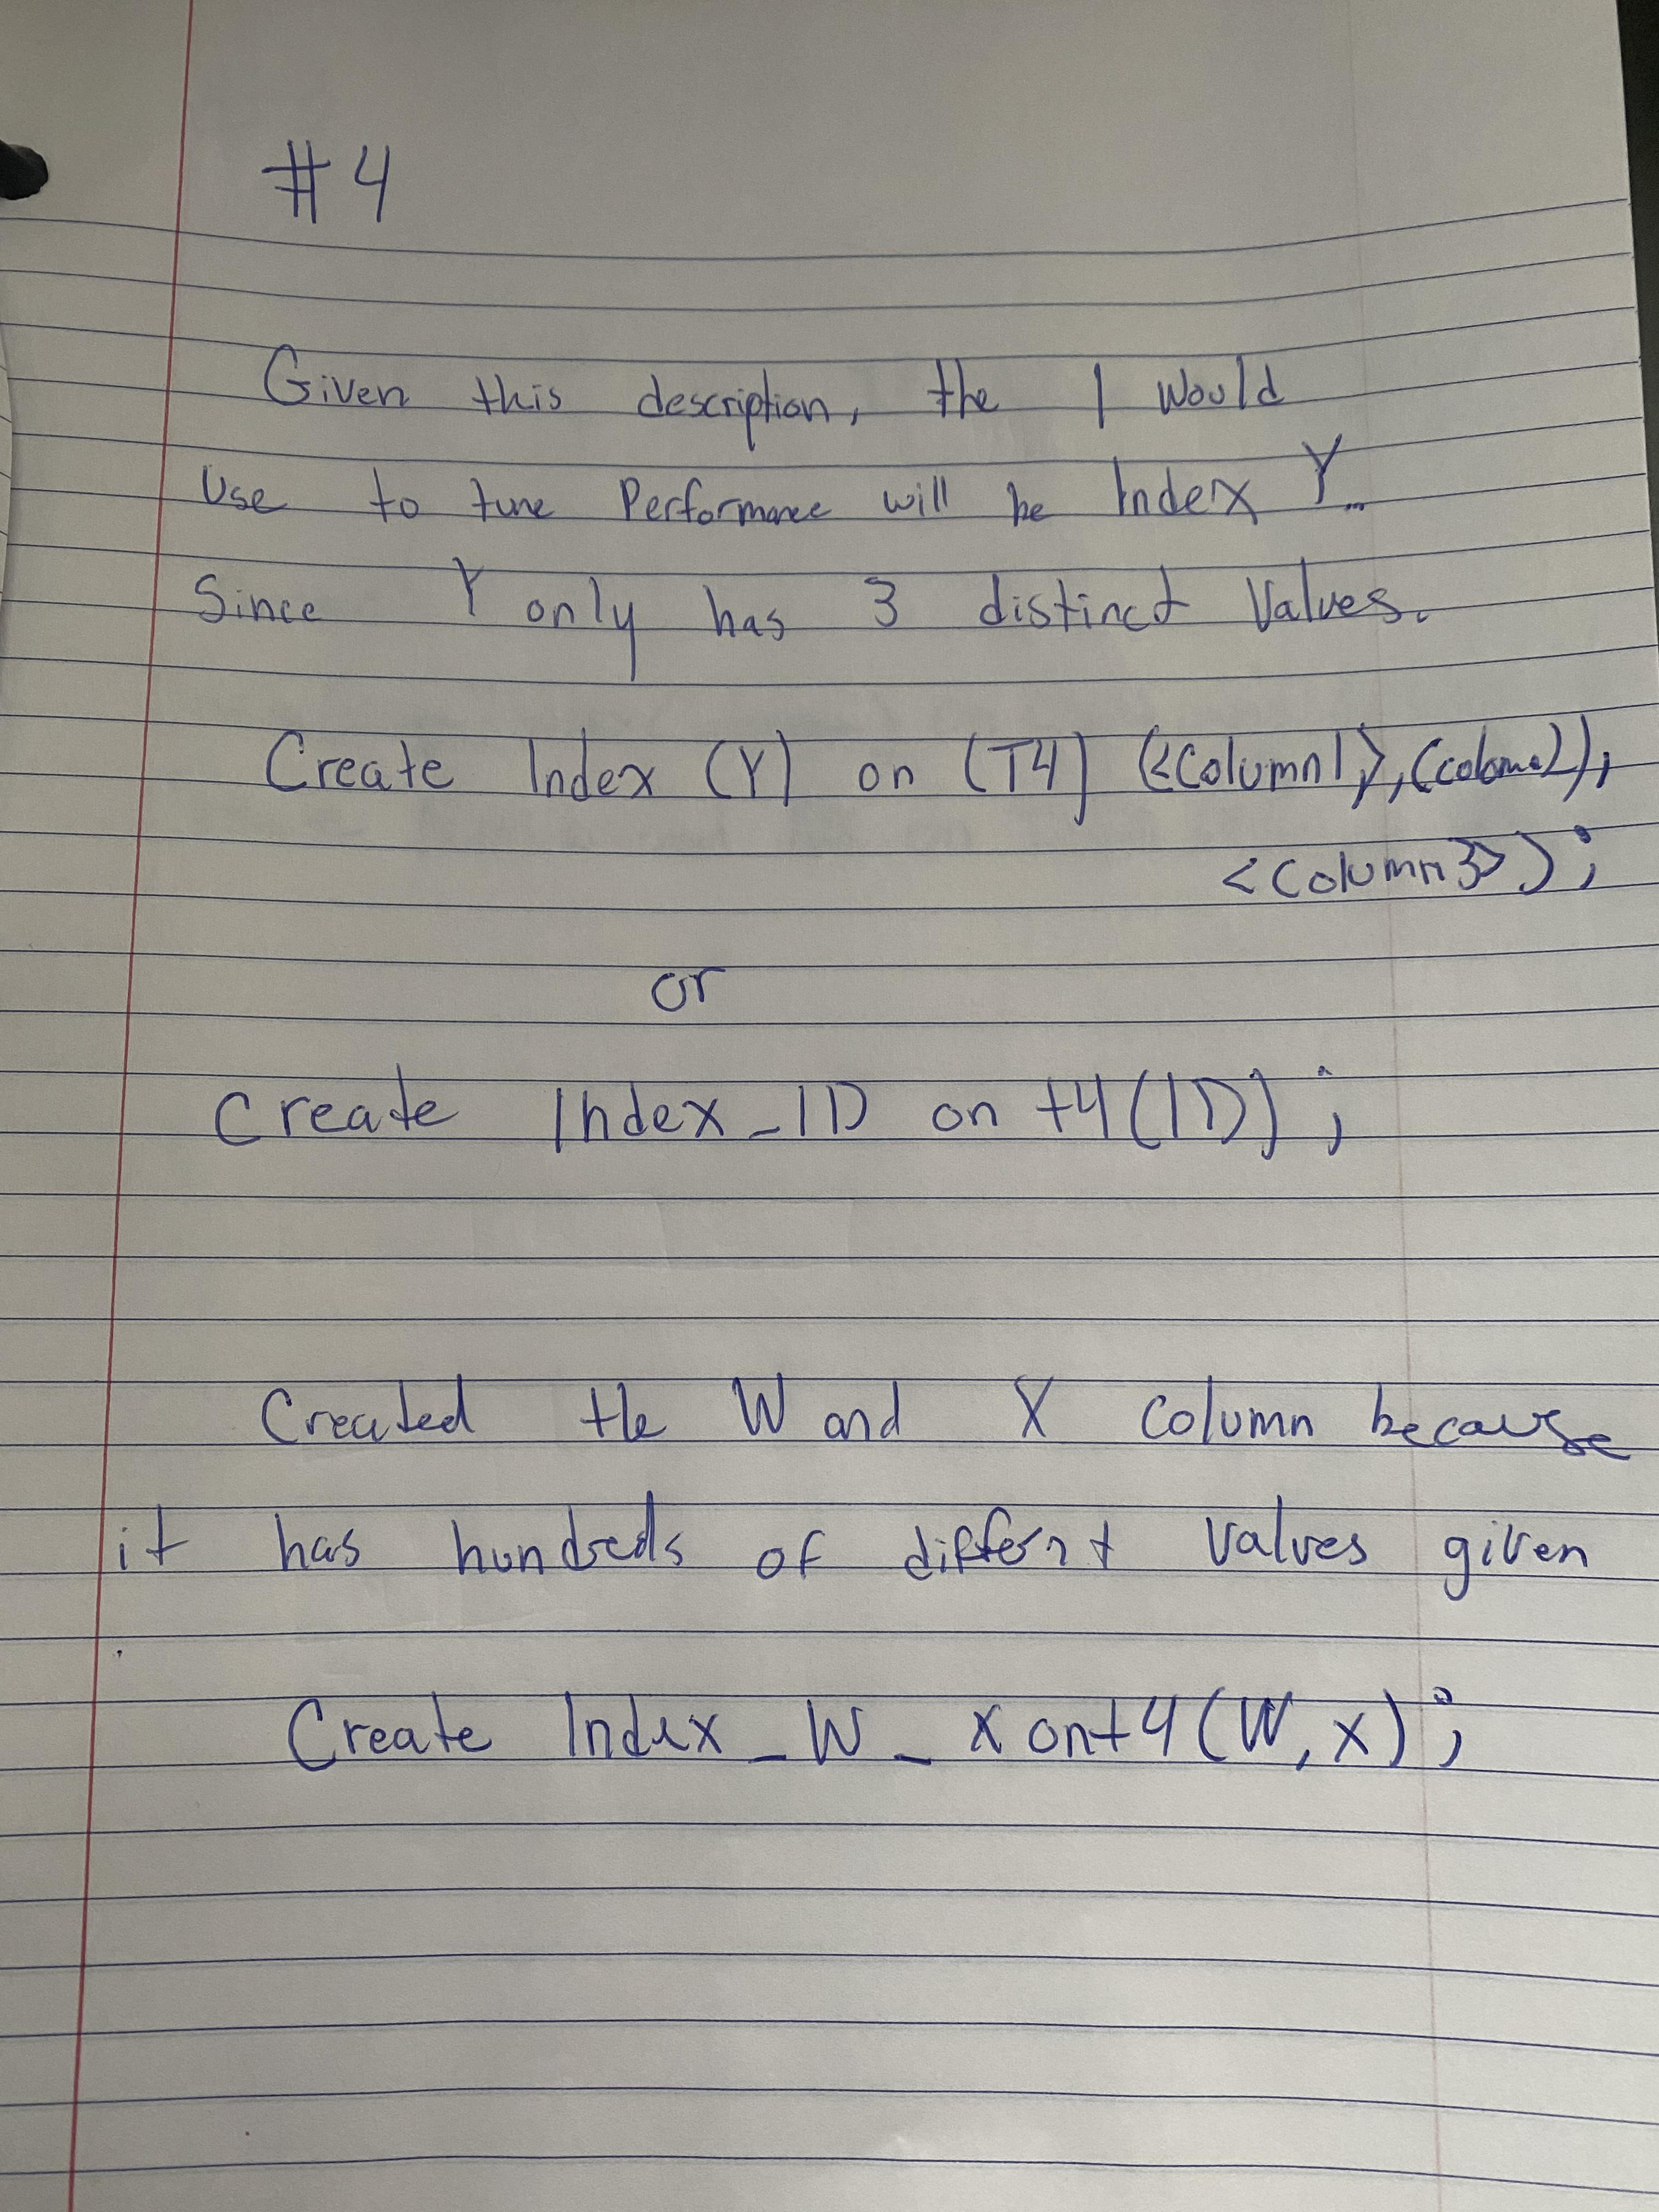 #4
Given this description, the I would
Use to tune Performance will be Index Y...
Since Y only has 3 distinct Values.
Create Index (Y) on (T4) (<Column1>,(colomn2),
<Column3>);
or
Create Index_ID on t4(ID);
Created the W and X Column because
it has hundreds of differnt Values given
Create Index_W_X on t4(W,X);